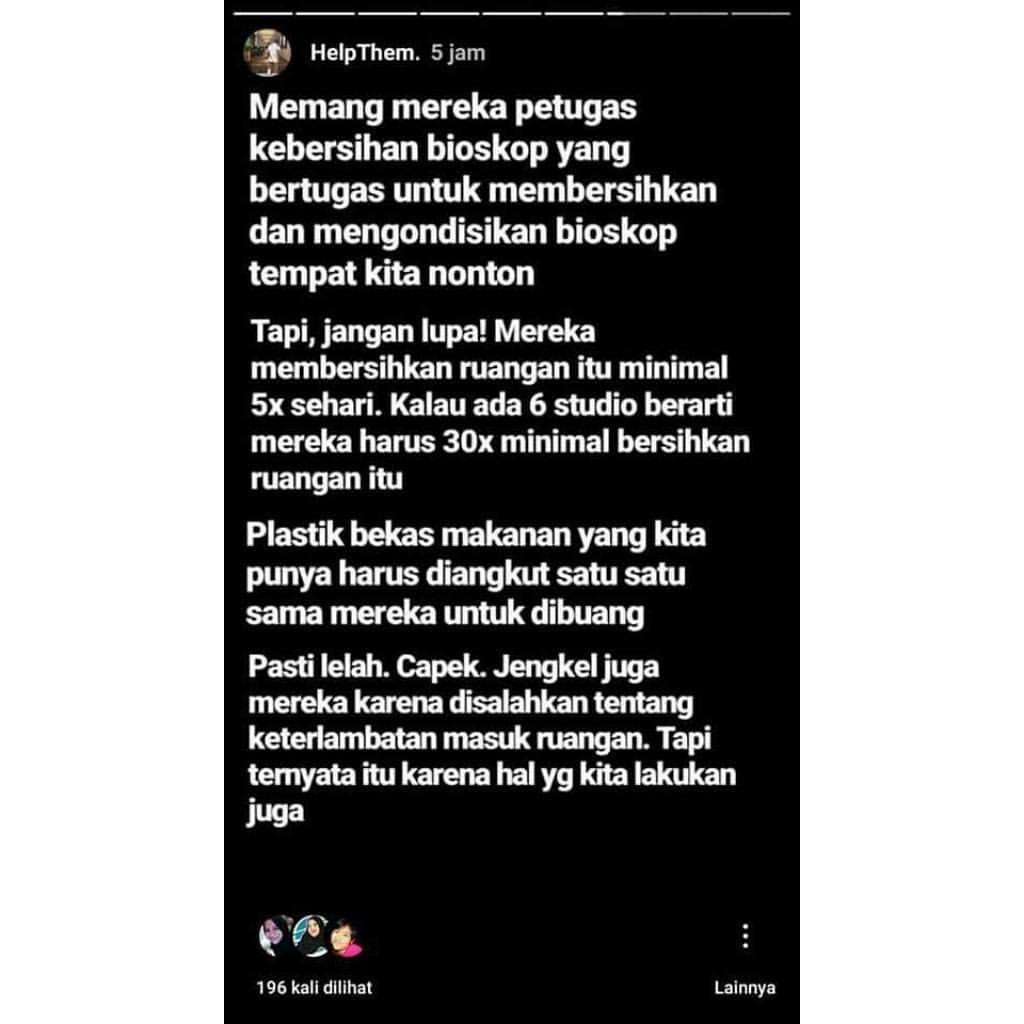 HelpThem. 5 jam
Memang mereka petugas
kebersihan bioskop yang
bertugas untuk membersihkan
dan mengondisikan bioskop
tempat kita nonton
Tapi, jangan lupa! Mereka
membersihkan ruangan itu minimal
5x sehari. Kalau ada 6 studio berarti
mereka harus 30x minimal bersihkan
ruangan itu
Plastik bekas makanan yang kita
punya harus diangkut satu satu
sama mereka untuk dibuang
Pasti lelah. Capek. Jengkel juga
mereka karena disalahkan tentang
keterlambatan masuk ruangan. Tapi
ternyata itu karena hal yg kita lakukan
juga
196 kali dilihat
Lainnya